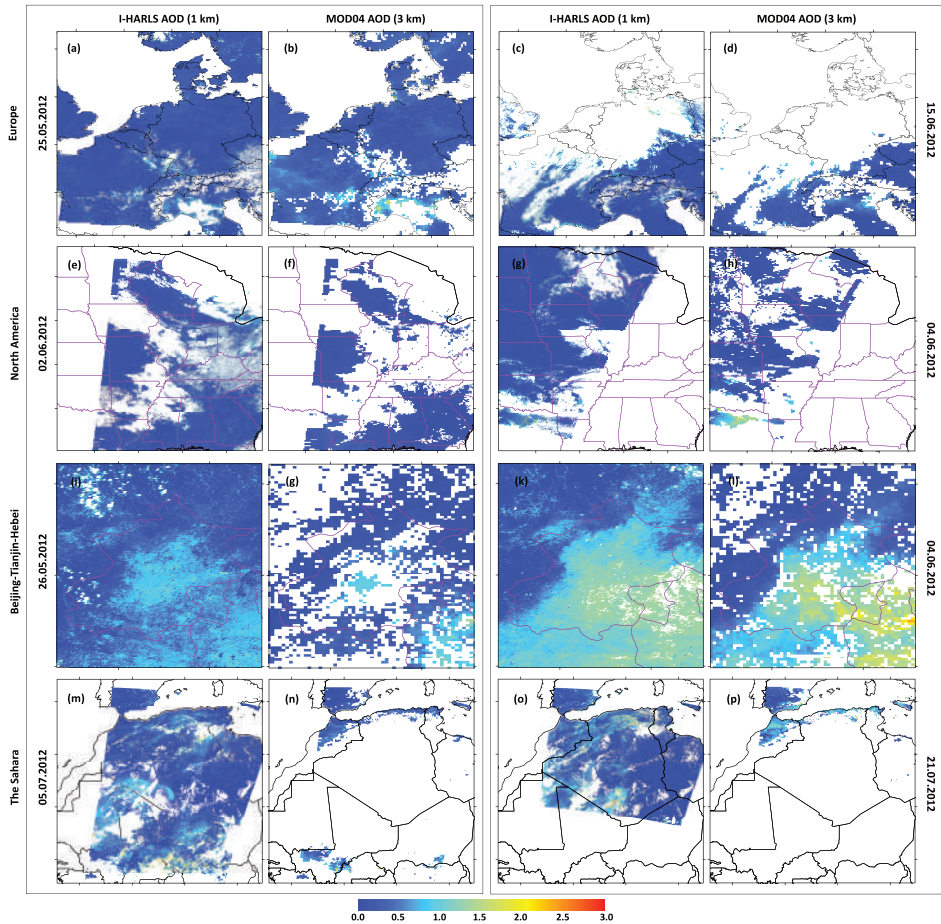 I-HARLS AOD (1 km) MOD04 AOD (3 km) I-HARLS AOD (1 km) MOD04 AOD (3 km)
Europe
25.05.2012
(a) (b) (c) (d)
15.06.2012
North America
02.06.2012
(e) (f) (g) (h)
04.06.2012
Beijing-Tianjin-Hebei
26.05.2012
(i) (g) (k) (l)
04.06.2012
The Sahara
05.07.2012
(m) (n) (o) (p)
21.07.2012
0.0 0.5 1.0 1.5 2.0 2.5 3.0